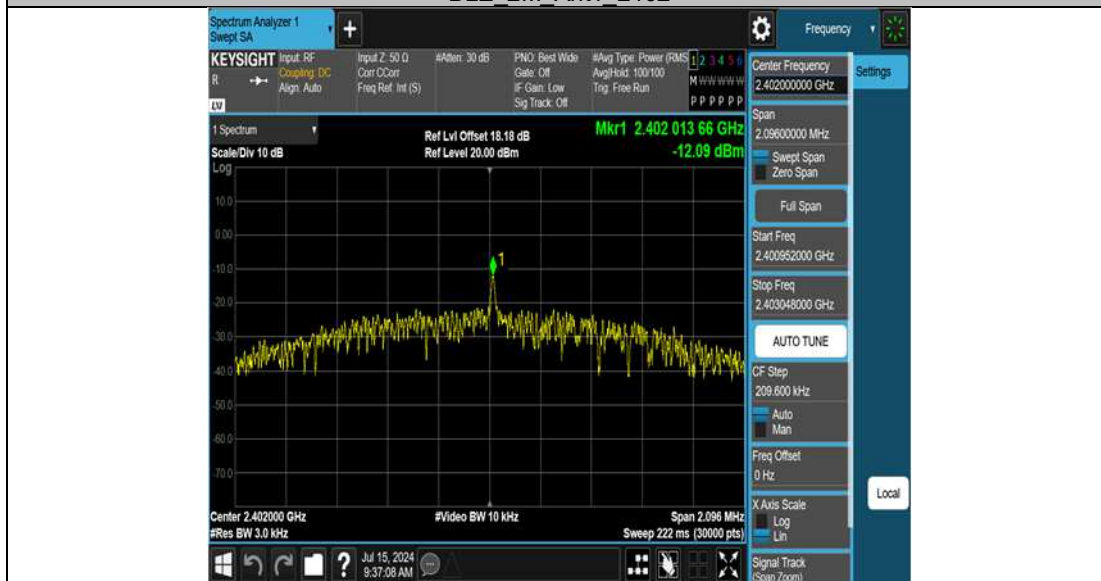 Spectrum Analyzer 1
Swept SA
+
Frequency
KEYSIGHT
Input: RF
Coupling: DC
Align: Auto
Input Z: 50 Ω
Corr CCorr
Freq Ref: Int (S)
#Atten: 30 dB
PNO: Best Wide
Gate: Off
IF Gain: Low
Sig Track: Off
#Avg Type: Power (RMS
Avg|Hold: 100/100
Trig: Free Run
1 2 3 4 5 6
M W W W W W
P P P P P P
R
LXI
1 Spectrum
Scale/Div 10 dB
Ref Lvl Offset 18.18 dB
Ref Level 20.00 dBm
Mkr1 2.402 013 66 GHz
-12.09 dBm
Log
10.0
0.00
-10.0
-20.0
-30.0
-40.0
-50.0
-60.0
-70.0
1
Center 2.402000 GHz
#Res BW 3.0 kHz
#Video BW 10 kHz
Span 2.096 MHz
Sweep 222 ms (30000 pts)
Center Frequency
2.402000000 GHz
Settings
Span
2.09600000 MHz
Swept Span
Zero Span
Full Span
Start Freq
2.400952000 GHz
Stop Freq
2.403048000 GHz
AUTO TUNE
CF Step
209.600 kHz
Auto
Man
Freq Offset
0 Hz
X Axis Scale
Log
Lin
Local
Signal Track
(Span Zoom)
?
Jul 15, 2024
9:37:08 AM